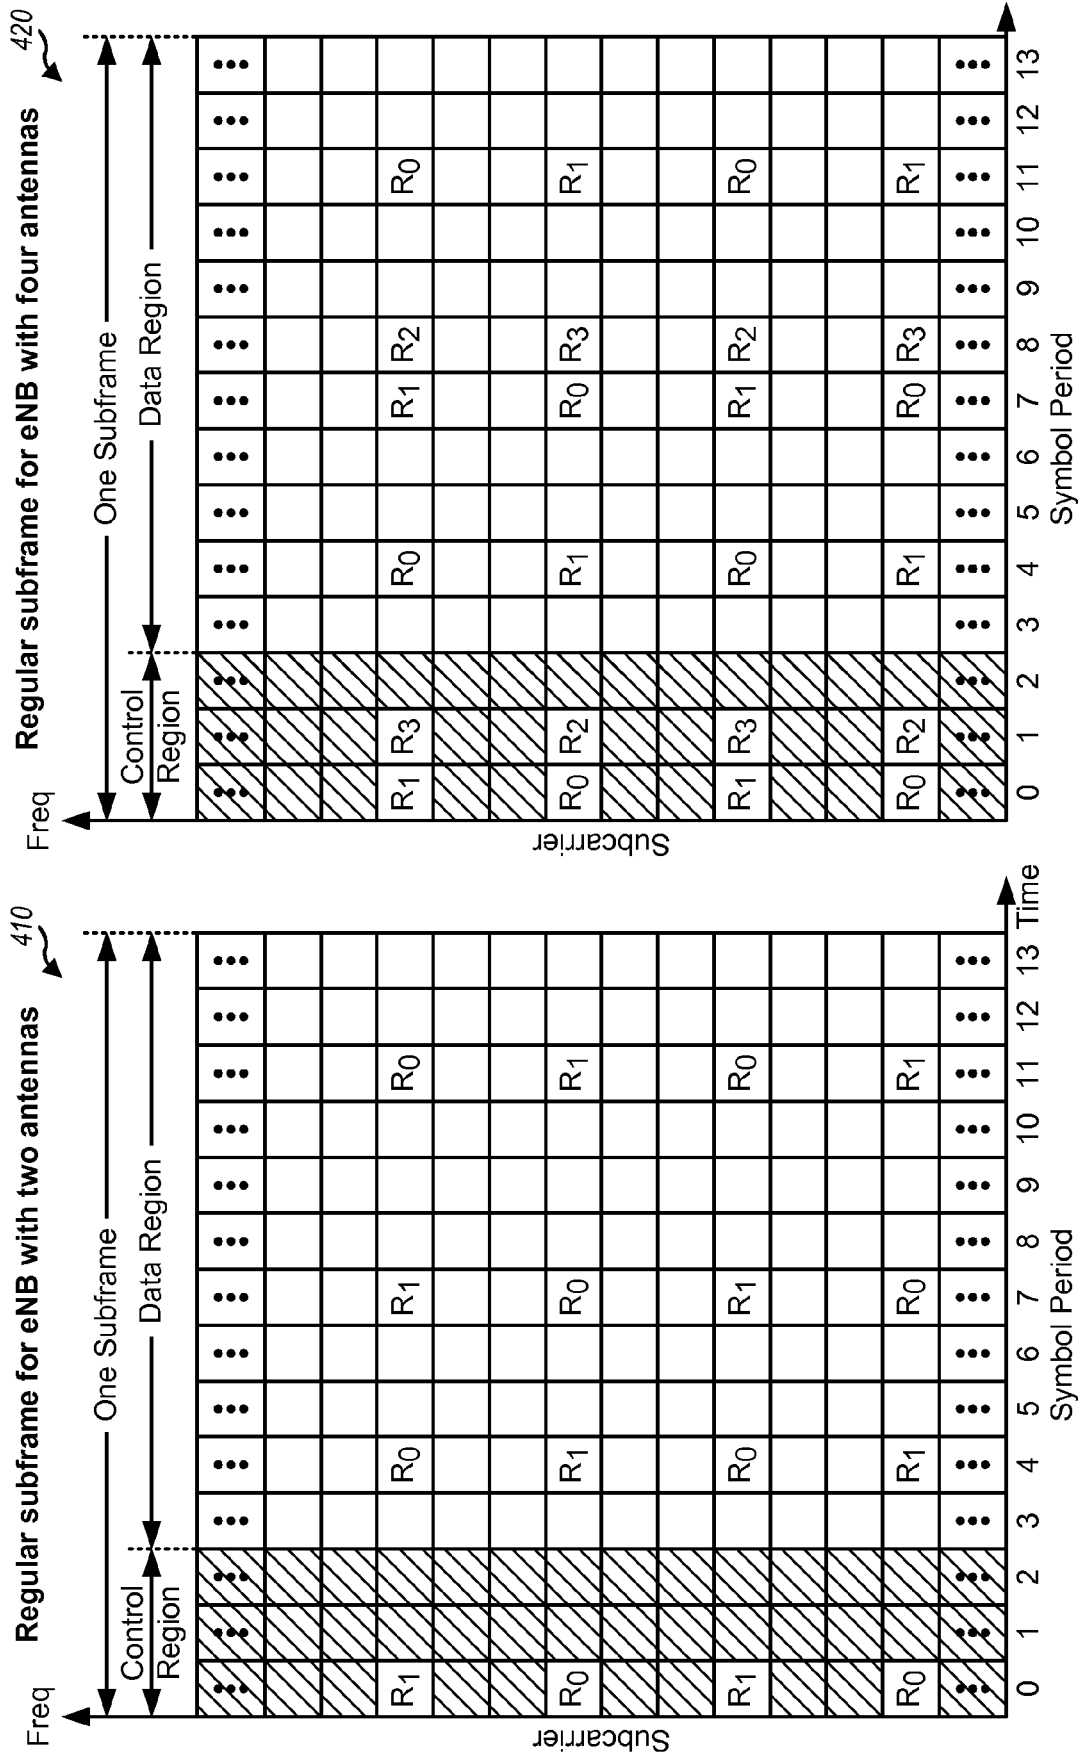 Regular subframe for eNB with two antennas
410
Freq
One Subframe
Control
Region
Data Region
Subcarrier
... ... ... ... ... ... ... ... ... ... ... ... ... ...
R1 R0 R1 R0
R0 R1 R0 R1
R1 R0 R1 R0
R0 R1 R0 R1
... ... ... ... ... ... ... ... ... ... ... ... ... ...
0 1 2 3 4 5 6 7 8 9 10 11 12 13
Time
Symbol Period
Regular subframe for eNB with four antennas
420
Freq
One Subframe
Control
Region
Data Region
Subcarrier
... ... ... ... ... ... ... ... ... ... ... ... ... ...
R1 R3 R0 R1 R2 R0
R0 R2 R1 R0 R3 R1
R1 R3 R0 R1 R2 R0
R0 R2 R1 R0 R3 R1
... ... ... ... ... ... ... ... ... ... ... ... ... ...
0 1 2 3 4 5 6 7 8 9 10 11 12 13
Symbol Period